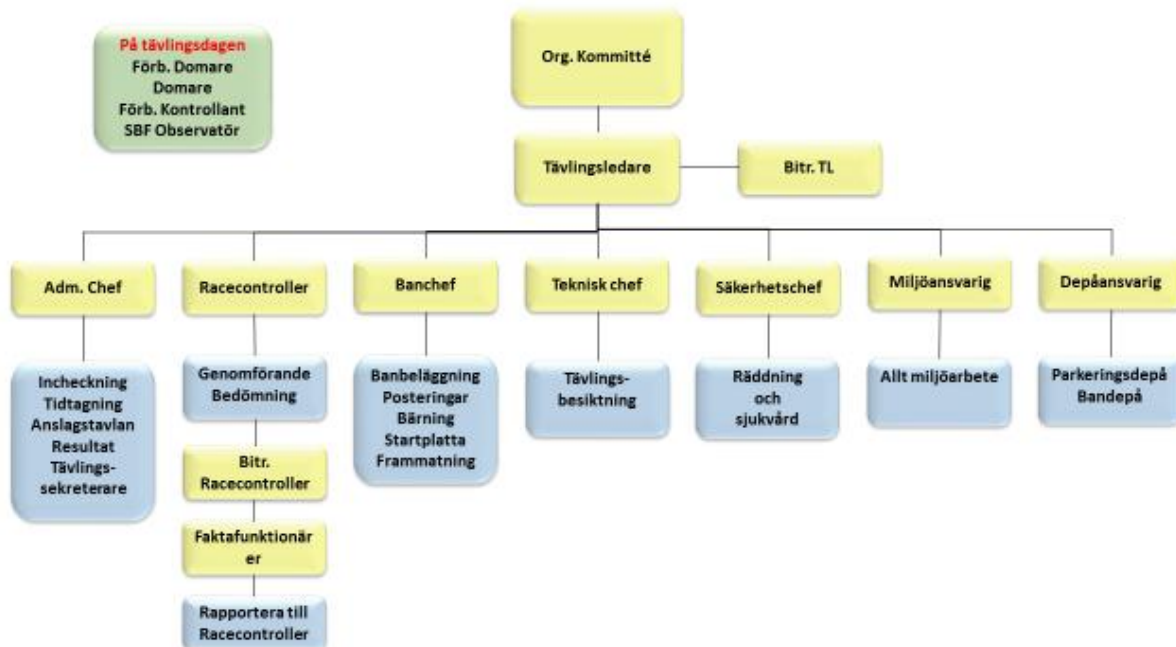 På tävlingsdagen
Förb. Domare
Domare
Förb. Kontrollant
SBF Observatör
Org. Kommitté
Tävlingsledare
Bitr. TL
Adm. Chef
Racecontroller
Banchef
Teknisk chef
Säkerhetschef
Miljöansvarig
Depåansvarig
Incheckning
Tidtagning
Anslagstavlan
Resultat
Tävlings-
sekreterare
Genomförande
Bedömning
Bitr.
Racecontroller
Faktafunktionär
er
Rapportera till
Racecontroller
Banbeläggning
Posteringar
Bärning
Startplatta
Frammatning
Tävlings-
besiktning
Räddning
och
sjukvård
Allt miljöarbete
Parkeringsdepå
Bandepå